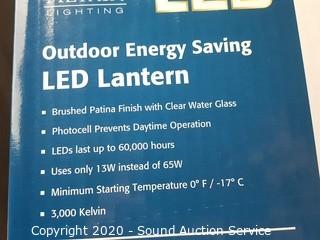 LIGHTING
LED
Outdoor Energy Saving
LED Lantern
▪ Brushed Patina Finish with Clear Water Glass
▪ Photocell Prevents Daytime Operation
▪ LEDs last up to 60,000 hours
▪ Uses only 13W instead of 65W
▪ Minimum Starting Temperature 0° F / -17° C
▪ 3,000 Kelvin
Copyright 2020 - Sound Auction Service